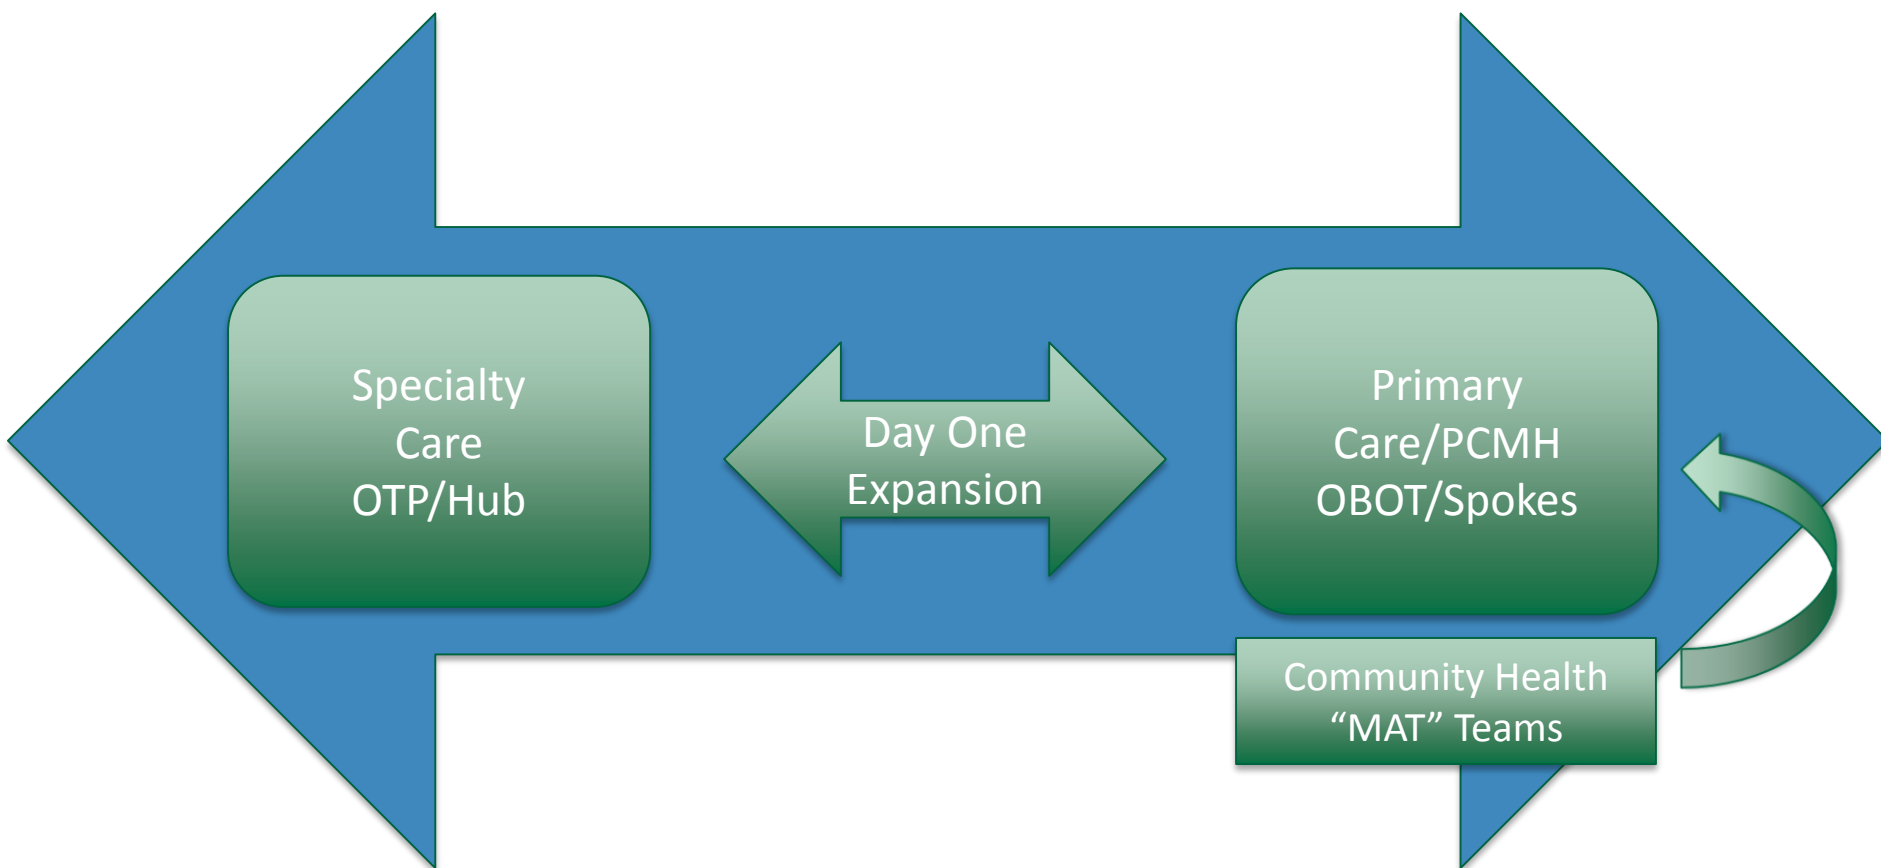 Specialty
Care
OTP/Hub
Day One
Expansion
Primary
Care/PCMH
OBOT/Spokes
Community Health
“MAT” Teams